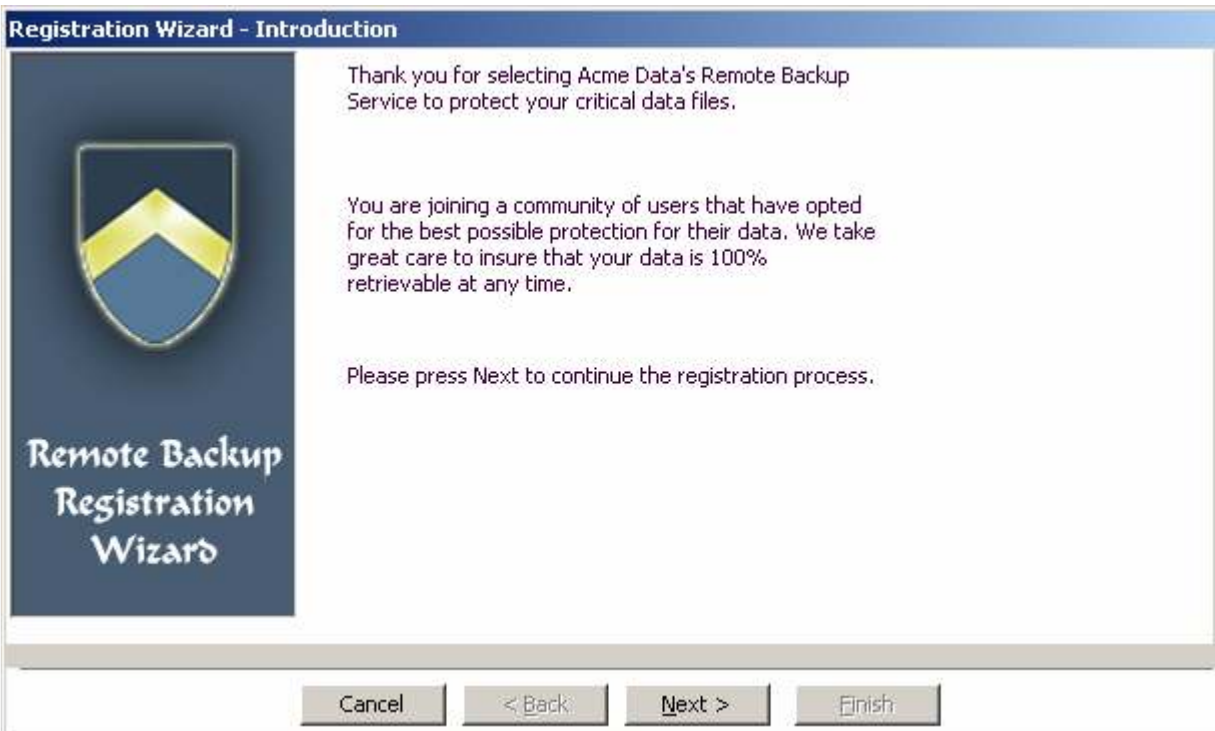 Registration Wizard - Introduction
Thank you for selecting Acme Data's Remote Backup
Service to protect your critical data files.
You are joining a community of users that have opted
for the best possible protection for their data. We take
great care to insure that your data is 100%
retrievable at any time.
Please press Next to continue the registration process.
Remote Backup
Registration
Wizard
Cancel
< Back
Next >
Finish